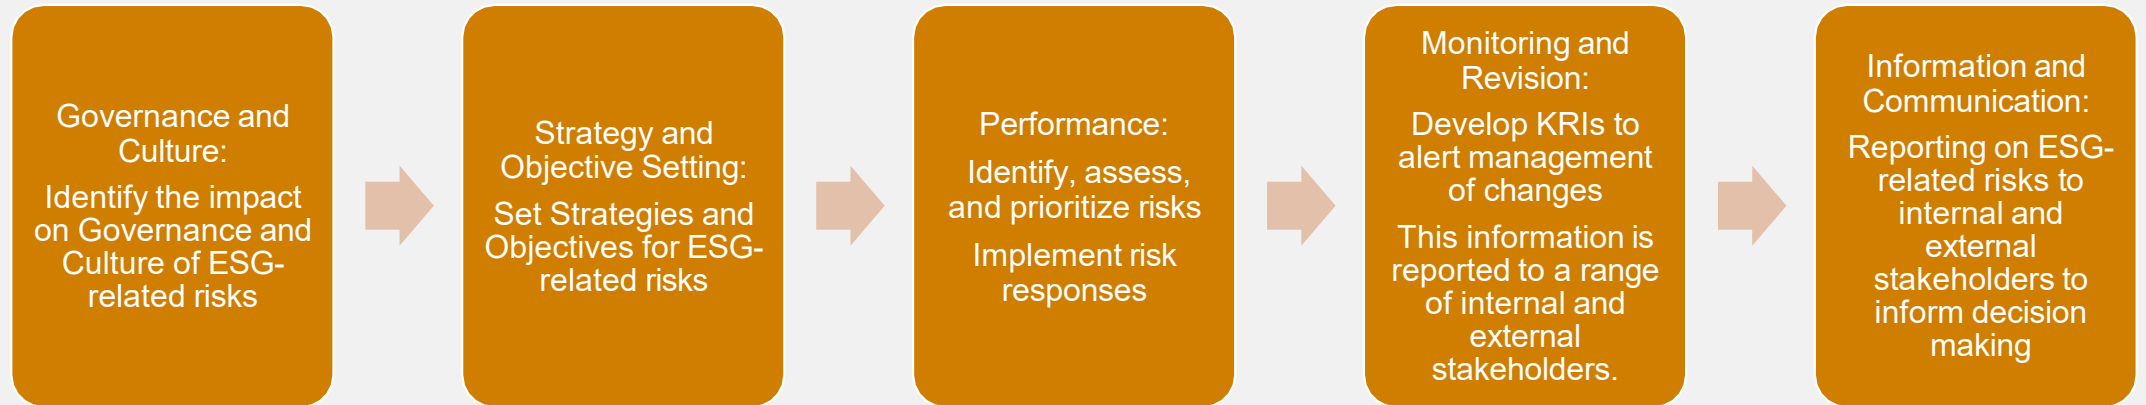 Governance and
Culture:
Identify the impact
on Governance and
Culture of ESG-
related risks
Strategy and
Objective Setting:
Set Strategies and
Objectives for ESG-
related risks
Performance:
Identify, assess,
and prioritize risks
Implement risk
responses
Monitoring and
Revision:
Develop KRIs to
alert management
of changes
This information is
reported to a range
of internal and
external
stakeholders.
Information and
Communication:
Reporting on ESG-
related risks to
internal and
external
stakeholders to
inform decision
making